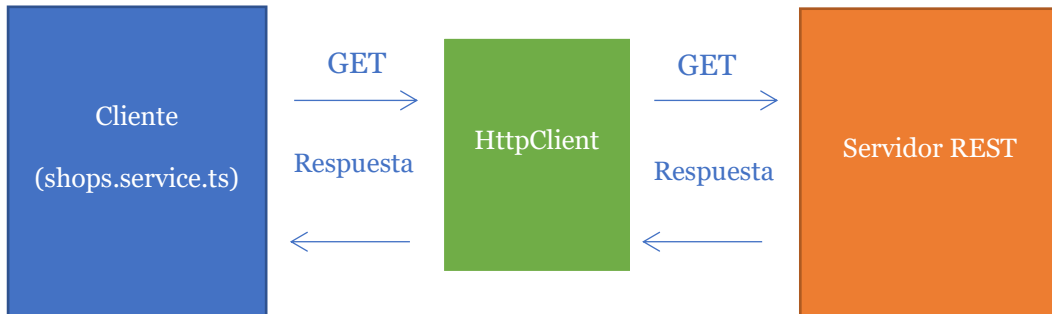 Cliente
(shops.service.ts)
GET
Respuesta
HttpClient
GET
Respuesta
Servidor REST